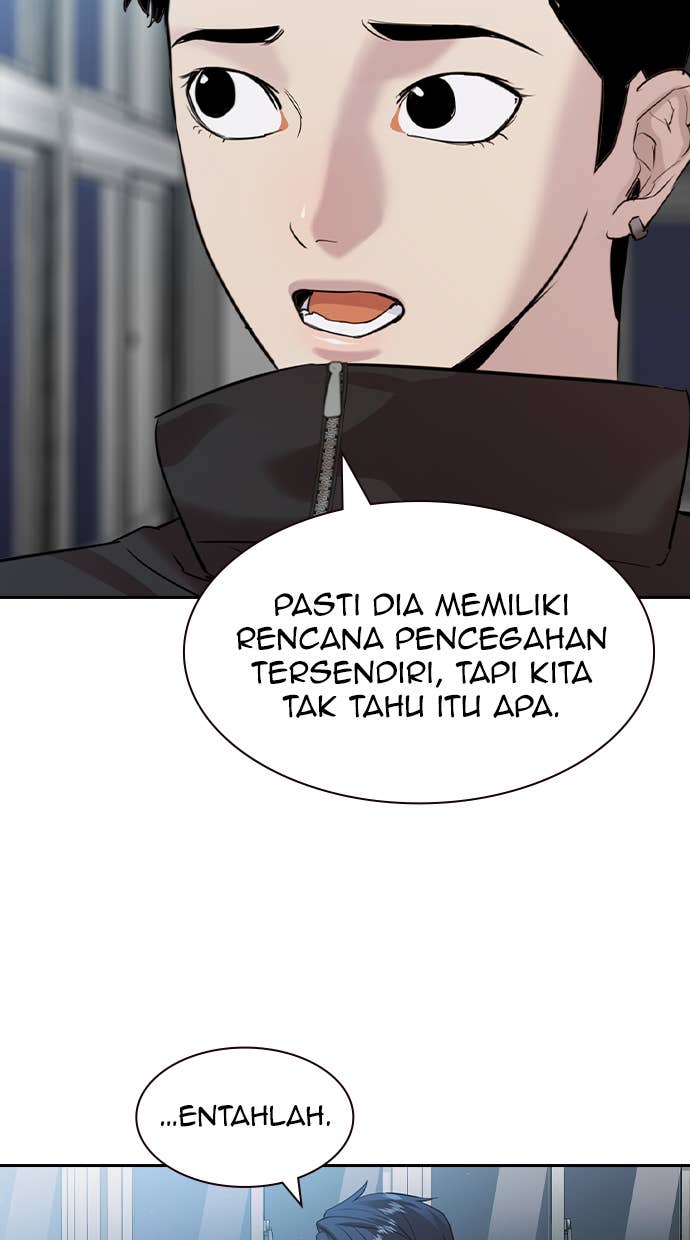 PASTI DIA MEMILIKI
RENCANA PENCEGAHAN
TERSENDIRI, TAPI KITA
TAK TAHU ITU APA.
...ENTAHLAH.